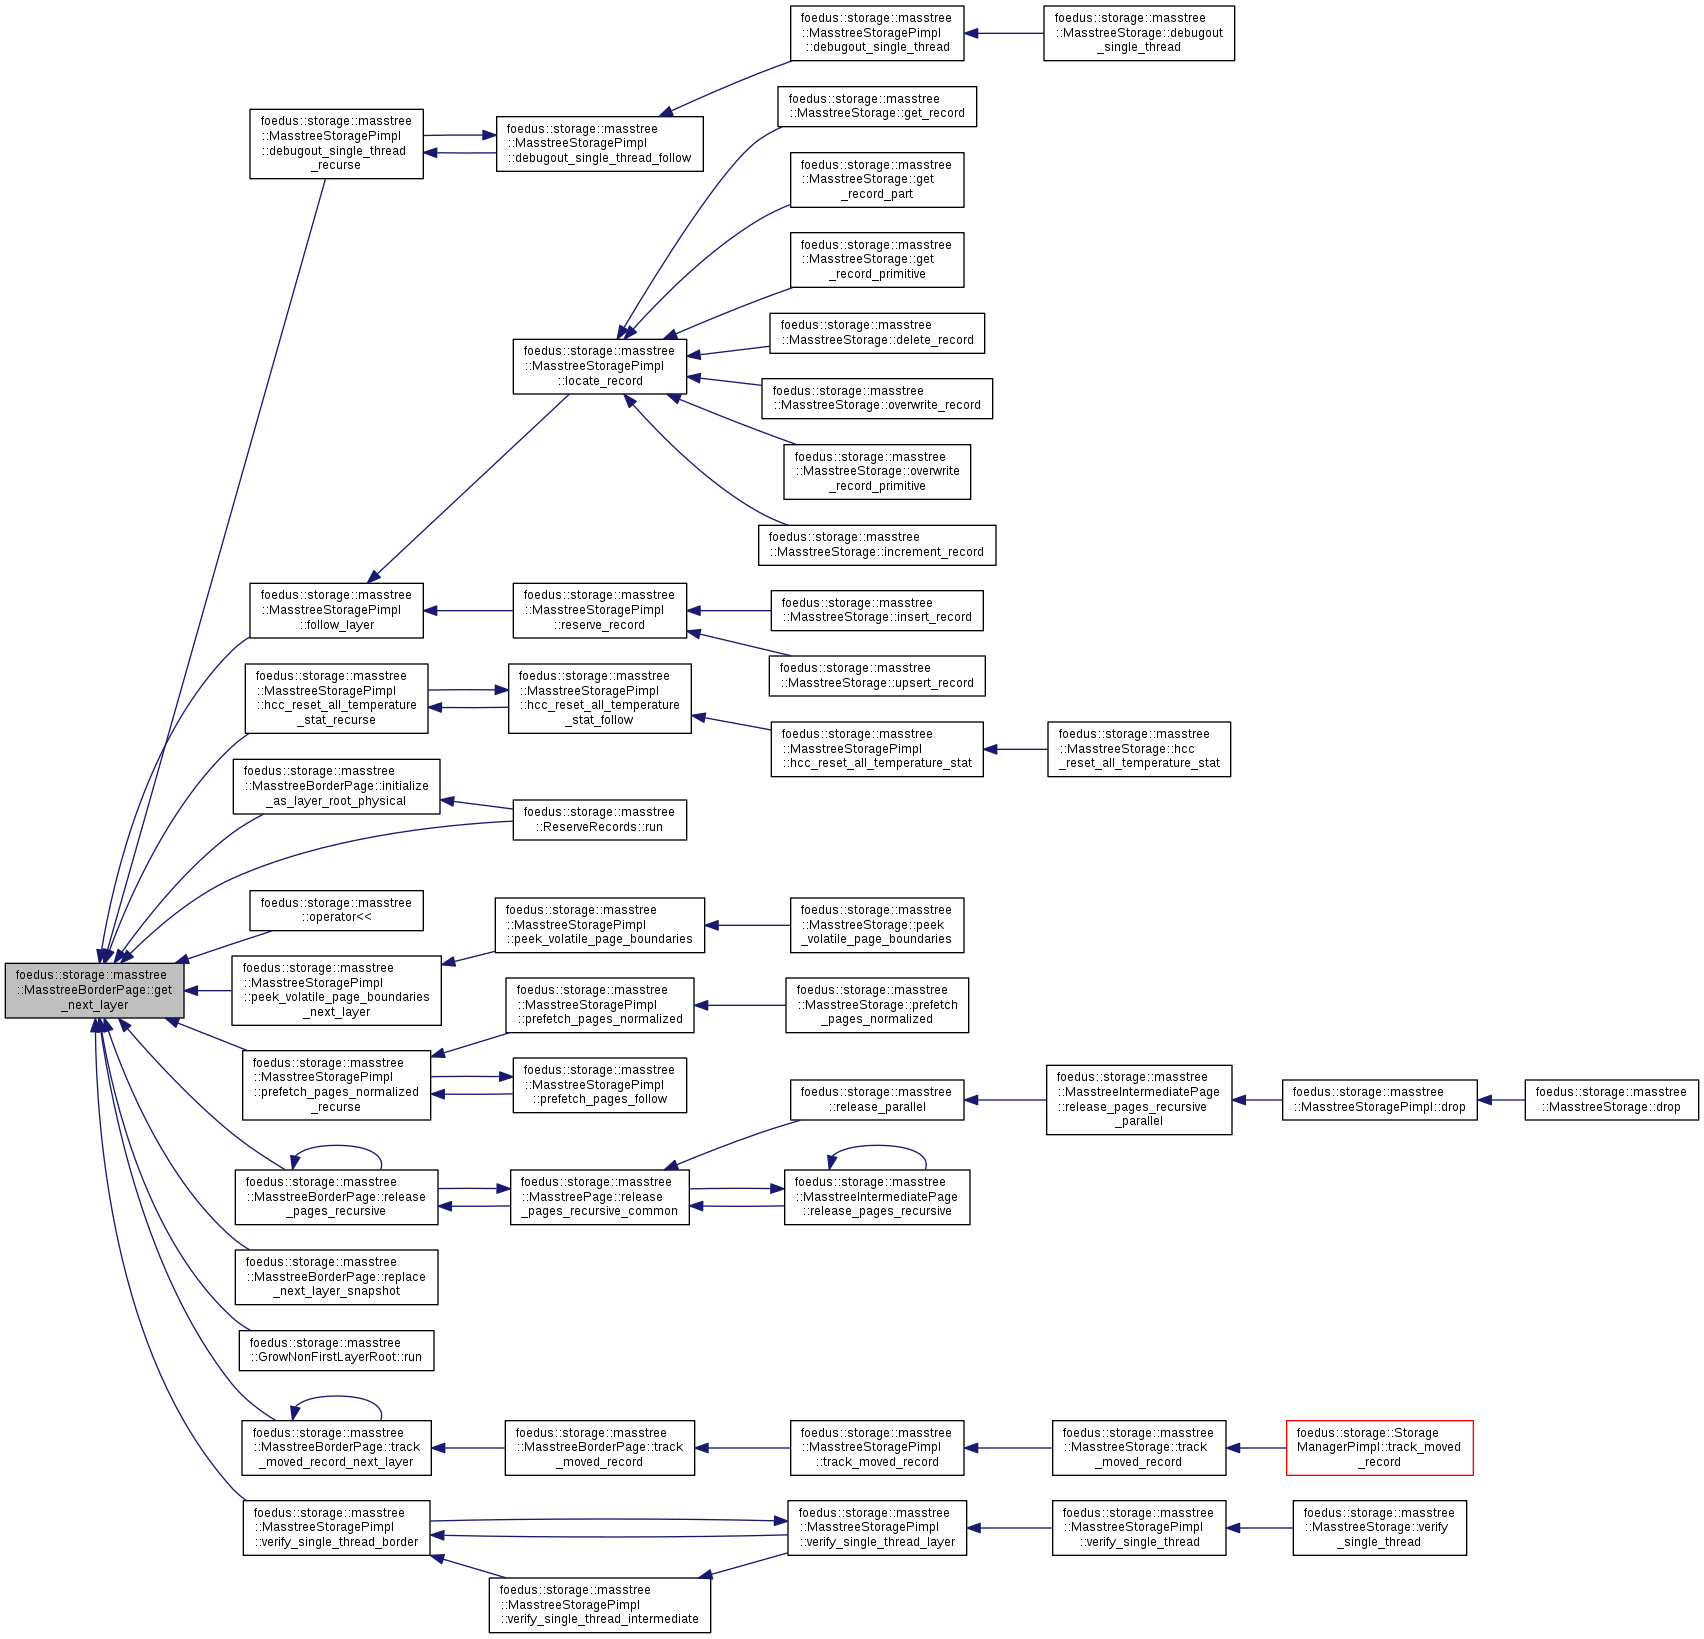 foedus::storage::masstree
::MasstreeStoragePimpl
::debugout_single_thread
foedus::storage::masstree
::MasstreeStorage::debugout
_single_thread
foedus::storage::masstree
::MasstreeStorage::get_record
foedus::storage::masstree
::MasstreeStoragePimpl
::debugout_single_thread
_recurse
foedus::storage::masstree
::MasstreeStoragePimpl
::debugout_single_thread_follow
foedus::storage::masstree
::MasstreeStorage::get
_record_part
foedus::storage::masstree
::MasstreeStorage::get
_record_primitive
foedus::storage::masstree
::MasstreeStorage::delete_record
foedus::storage::masstree
::MasstreeStoragePimpl
::locate_record
foedus::storage::masstree
::MasstreeStorage::overwrite_record
foedus::storage::masstree
::MasstreeStorage::overwrite
_record_primitive
foedus::storage::masstree
::MasstreeStorage::increment_record
foedus::storage::masstree
::MasstreeStoragePimpl
::follow_layer
foedus::storage::masstree
::MasstreeStoragePimpl
::reserve_record
foedus::storage::masstree
::MasstreeStorage::insert_record
foedus::storage::masstree
::MasstreeStorage::upsert_record
foedus::storage::masstree
::MasstreeStoragePimpl
::hcc_reset_all_temperature
_stat_recurse
foedus::storage::masstree
::MasstreeStoragePimpl
::hcc_reset_all_temperature
_stat_follow
foedus::storage::masstree
::MasstreeStoragePimpl
::hcc_reset_all_temperature_stat
foedus::storage::masstree
::MasstreeStorage::hcc
_reset_all_temperature_stat
foedus::storage::masstree
::MasstreeBorderPage::initialize
_as_layer_root_physical
foedus::storage::masstree
::ReserveRecords::run
foedus::storage::masstree
::operator<<
foedus::storage::masstree
::MasstreeStoragePimpl
::peek_volatile_page_boundaries
foedus::storage::masstree
::MasstreeStorage::peek
_volatile_page_boundaries
foedus::storage::masstree
::MasstreeBorderPage::get
_next_layer
foedus::storage::masstree
::MasstreeStoragePimpl
::peek_volatile_page_boundaries
_next_layer
foedus::storage::masstree
::MasstreeStoragePimpl
::prefetch_pages_normalized
foedus::storage::masstree
::MasstreeStorage::prefetch
_pages_normalized
foedus::storage::masstree
::MasstreeStoragePimpl
::prefetch_pages_normalized
_recurse
foedus::storage::masstree
::MasstreeStoragePimpl
::prefetch_pages_follow
foedus::storage::masstree
::release_parallel
foedus::storage::masstree
::MasstreeIntermediatePage
::release_pages_recursive
_parallel
foedus::storage::masstree
::MasstreeStoragePimpl::drop
foedus::storage::masstree
::MasstreeStorage::drop
foedus::storage::masstree
::MasstreeBorderPage::release
_pages_recursive
foedus::storage::masstree
::MasstreePage::release
_pages_recursive_common
foedus::storage::masstree
::MasstreeIntermediatePage
::release_pages_recursive
foedus::storage::masstree
::MasstreeBorderPage::replace
_next_layer_snapshot
foedus::storage::masstree
::GrowNonFirstLayerRoot::run
foedus::storage::masstree
::MasstreeBorderPage::track
_moved_record_next_layer
foedus::storage::masstree
::MasstreeBorderPage::track
_moved_record
foedus::storage::masstree
::MasstreeStoragePimpl
::track_moved_record
foedus::storage::masstree
::MasstreeStorage::track
_moved_record
foedus::storage::Storage
ManagerPimpl::track_moved
_record
foedus::storage::masstree
::MasstreeStoragePimpl
::verify_single_thread_border
foedus::storage::masstree
::MasstreeStoragePimpl
::verify_single_thread_layer
foedus::storage::masstree
::MasstreeStoragePimpl
::verify_single_thread
foedus::storage::masstree
::MasstreeStorage::verify
_single_thread
foedus::storage::masstree
::MasstreeStoragePimpl
::verify_single_thread_intermediate